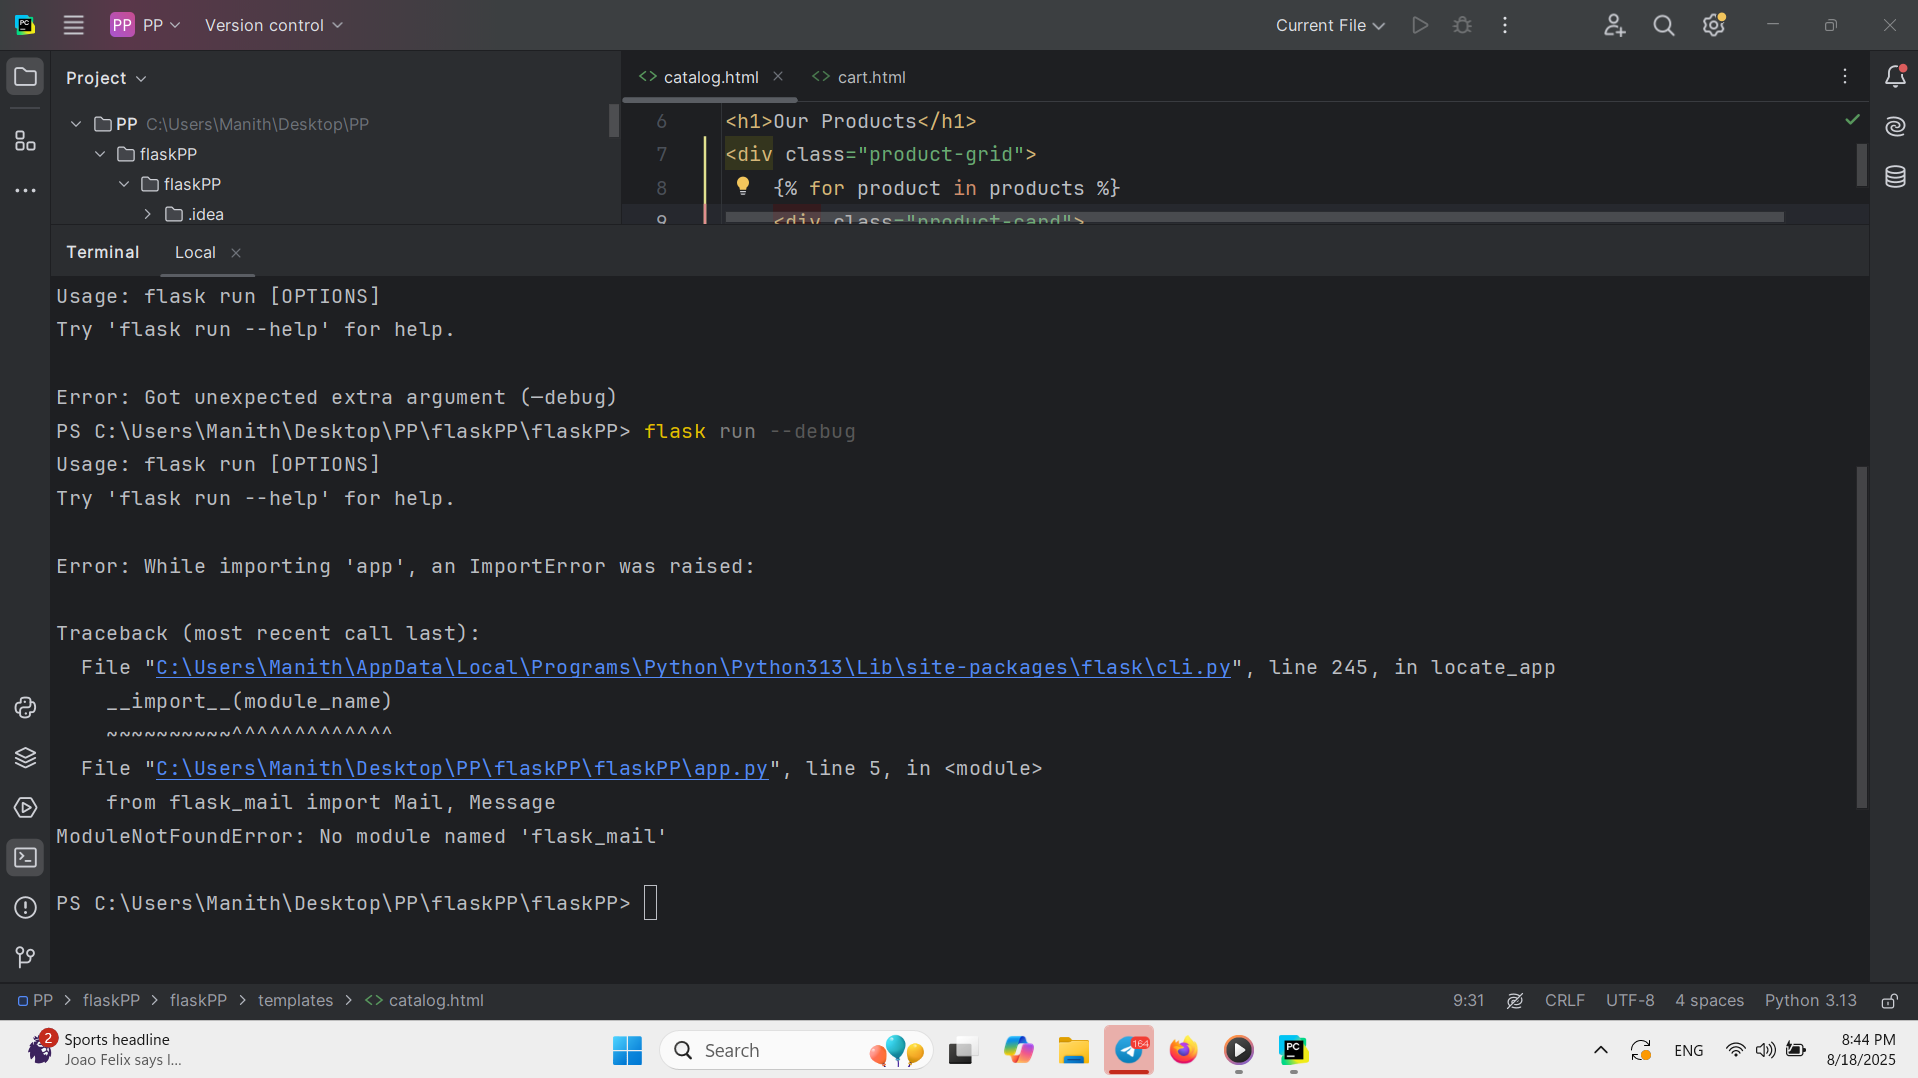 PP PP Version control Current File
Project
catalog.html cart.html
PP C:\Users\Manith\Desktop\PP
flaskPP
flaskPP
.idea
6 <h1>Our Products</h1>
7 <div class="product-grid">
8 {% for product in products %}
9 <div class="product-card">
Terminal Local
Usage: flask run [OPTIONS]
Try 'flask run --help' for help.
Error: Got unexpected extra argument (—debug)
PS C:\Users\Manith\Desktop\PP\flaskPP\flaskPP> flask run --debug
Usage: flask run [OPTIONS]
Try 'flask run --help' for help.
Error: While importing 'app', an ImportError was raised:
Traceback (most recent call last):
File "C:\Users\Manith\AppData\Local\Programs\Python\Python313\Lib\site-packages\flask\cli.py", line 245, in locate_app
__import__(module_name)
~~~~~~~~~~^^^^^^^^^^^^^
File "C:\Users\Manith\Desktop\PP\flaskPP\flaskPP\app.py", line 5, in <module>
from flask_mail import Mail, Message
ModuleNotFoundError: No module named 'flask_mail'
PS C:\Users\Manith\Desktop\PP\flaskPP\flaskPP>
PP > flaskPP > flaskPP > templates > <> catalog.html 9:31 CRLF UTF-8 4 spaces Python 3.13
2 Sports headline
Joao Felix says I...
Search
164
PC
ENG
8:44 PM
8/18/2025